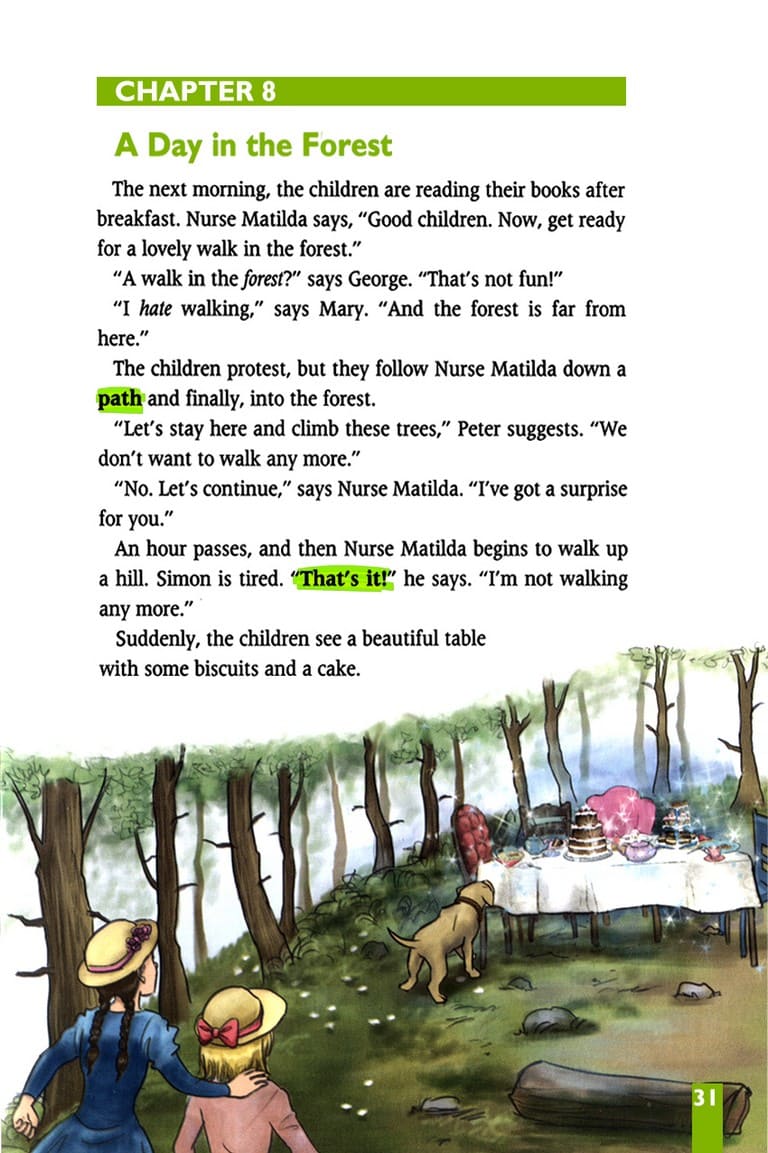 CHAPTER 8
A Day in the Forest
The next morning, the children are reading their books after
breakfast. Nurse Matilda says, “Good children. Now, get ready
for a lovely walk in the forest.”
“A walk in the forest?” says George. “That’s not fun!”
“I hate walking,” says Mary. “And the forest is far from
here.”
The children protest, but they follow Nurse Matilda down a
path and finally, into the forest.
“Let’s stay here and climb these trees,” Peter suggests. “We
don’t want to walk any more.”
“No. Let’s continue,” says Nurse Matilda. “I’ve got a surprise
for you.”
An hour passes, and then Nurse Matilda begins to walk up
a hill. Simon is tired. “That’s it!” he says. “I’m not walking
any more.”
Suddenly, the children see a beautiful table
with some biscuits and a cake.
31